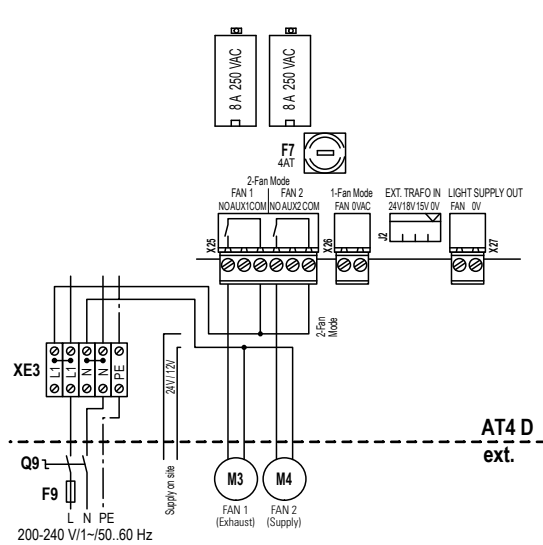 8 A 250 VAC
8 A 250 VAC
F7
4AT
2-Fan Mode
FAN 1 FAN 2
NO AUX1 COM NO AUX2 COM
1-Fan Mode
FAN 0VAC
EXT. TRAFO IN
24V 18V 15V 0V
LIGHT SUPPLY OUT
FAN 0V
X25
X26
J2
X27
2-Fan
Mode
XE3
L1
L1
N
N
PE
24V / 12V
Supply on site
AT4 D
ext.
Q9
F9
M3
M4
FAN 1
(Exhaust)
FAN 2
(Supply)
L N PE
200-240 V/1~/50..60 Hz